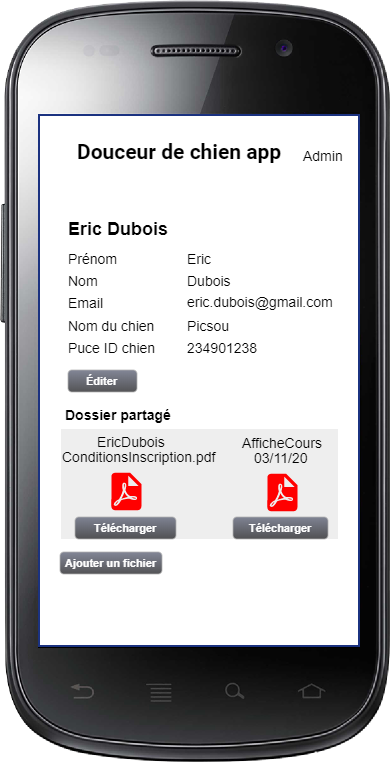 Douceur de chien app
Admin
Eric Dubois
Prénom Eric
Nom Dubois
Email eric.dubois@gmail.com
Nom du chien Picsou
Puce ID chien 234901238
Éditer
Dossier partagé
EricDubois
ConditionsInscription.pdf
Télécharger
AfficheCours
03/11/20
Télécharger
Ajouter un fichier